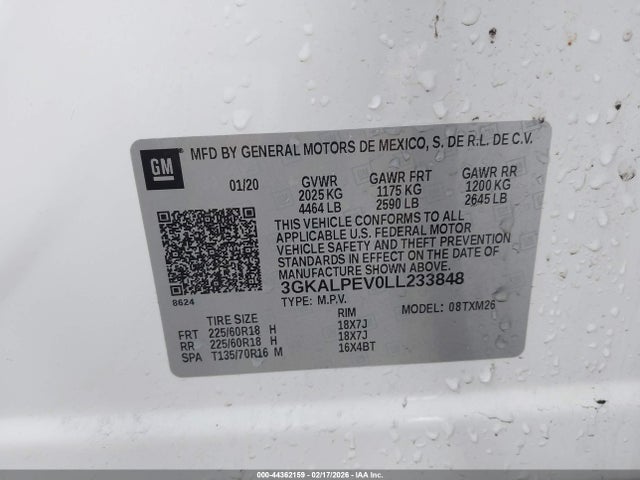 GM MFD BY GENERAL MOTORS DE MEXICO, S. DE R.L. DE C.V.
01/20 GVWR GAWR FRT GAWR RR
2025 KG 1175 KG 1200 KG
4464 LB 2590 LB 2645 LB
THIS VEHICLE CONFORMS TO ALL
APPLICABLE U.S. FEDERAL MOTOR
VEHICLE SAFETY AND THEFT PREVENTION
STANDARDS IN EFFECT ON THE DATE OF
MANUFACTURE SHOWN ABOVE.
3GKALPEV0LL233848
8624
TYPE: M.P.V. MODEL: 08TXM26
TIRE SIZE RIM
FRT 225/60R18 H 18X7J
RR 225/60R18 H 18X7J
SPA T135/70R16 M 16X4BT
000-44362159 - 02/17/2026 - IAAI.COM